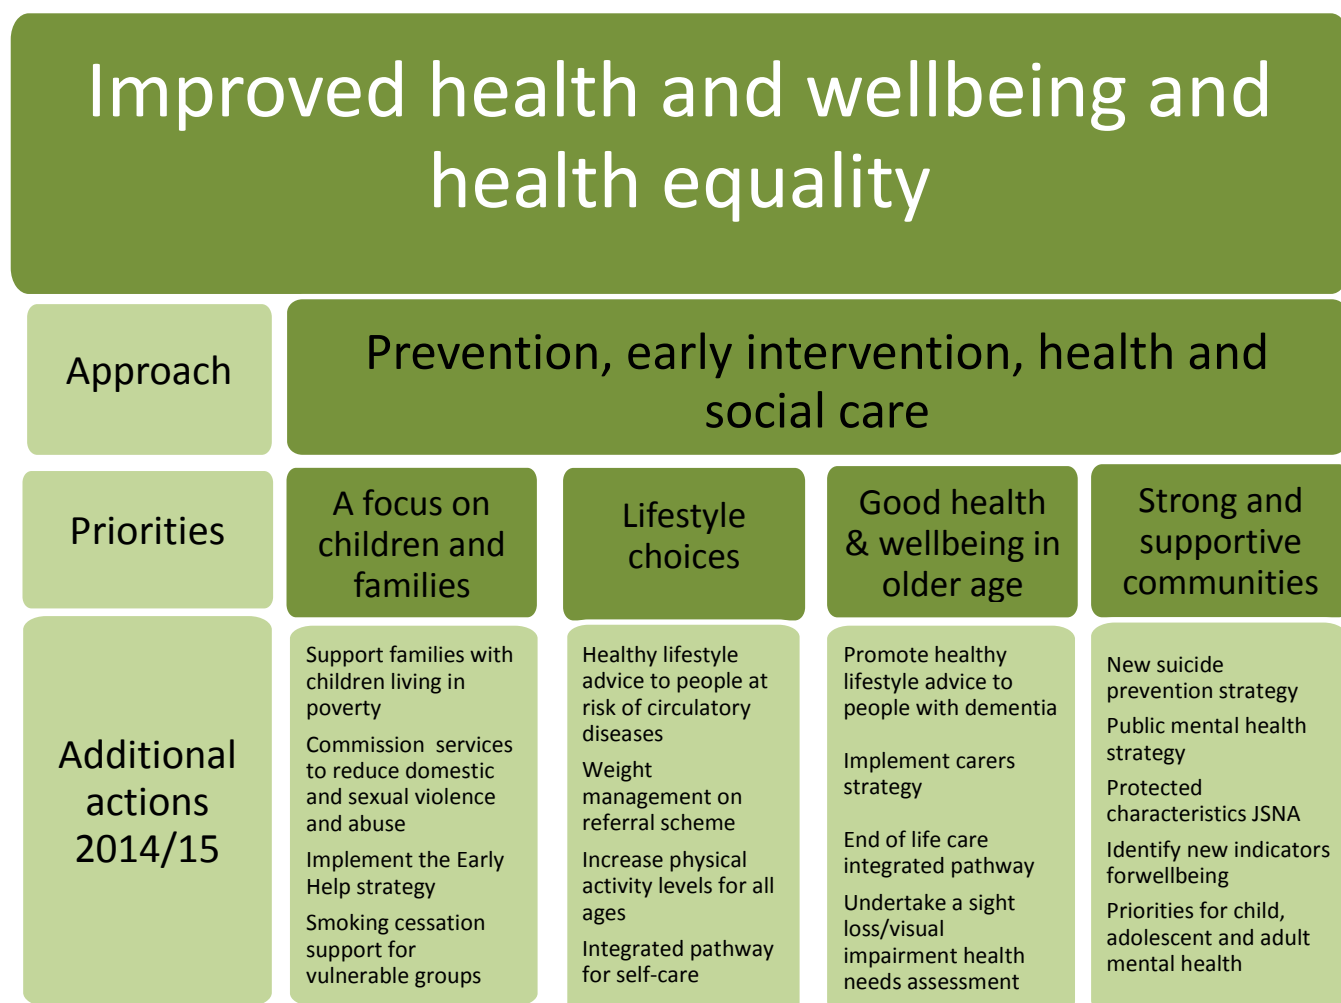 Improved health and wellbeing and
health equality
Approach
Prevention, early intervention, health and
social care
Priorities
A focus on
children and
families
Lifestyle
choices
Good health
& wellbeing in
older age
Strong and
supportive
communities
Additional
actions
2014/15
Support families with
children living in
poverty
Commission services
to reduce domestic
and sexual violence
and abuse
Implement the Early
Help strategy
Smoking cessation
support for
vulnerable groups
Healthy lifestyle
advice to people at
risk of circulatory
diseases
Weight
management on
referral scheme
Increase physical
activity levels for all
ages
Integrated pathway
for self-care
Promote healthy
lifestyle advice to
people with dementia
Implement carers
strategy
End of life care
integrated pathway
Undertake a sight
loss/visual
impairment health
needs assessment
New suicide
prevention strategy
Public mental health
strategy
Protected
characteristics JSNA
Identify new indicators
forwellbeing
Priorities for child,
adolescent and adult
mental health